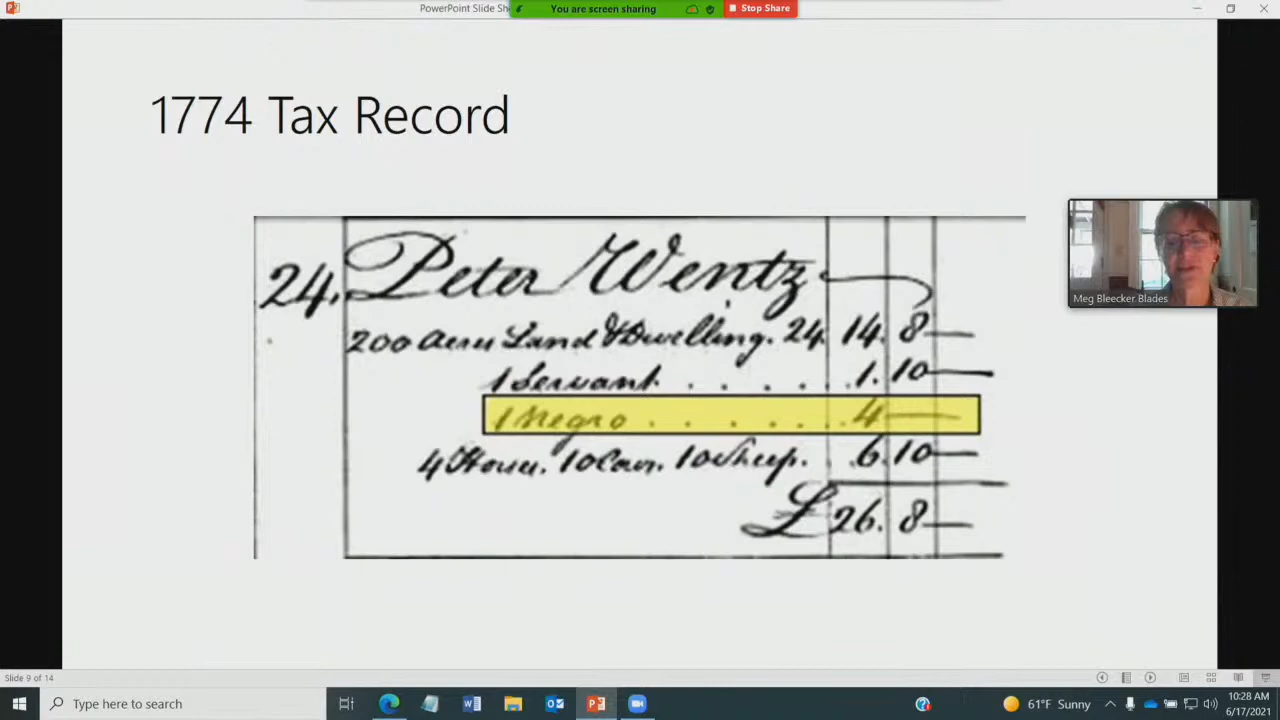 PowerPoint Slide Sh
You are screen sharing
Stop Share
1774 Tax Record
24. Peter Wentz
200 Acres Land & Dwelling. 24 14. 8
1 Servant. . . . . . 1. 10
1 Negro . . . . . . 4
4 Horses. 10 Cows. 10 Sheep. 6. 10
£ 26. 8
Meg Bleecker Blades
Slide 9 of 14
Type here to search
61°F Sunny
10:28 AM
6/17/2021